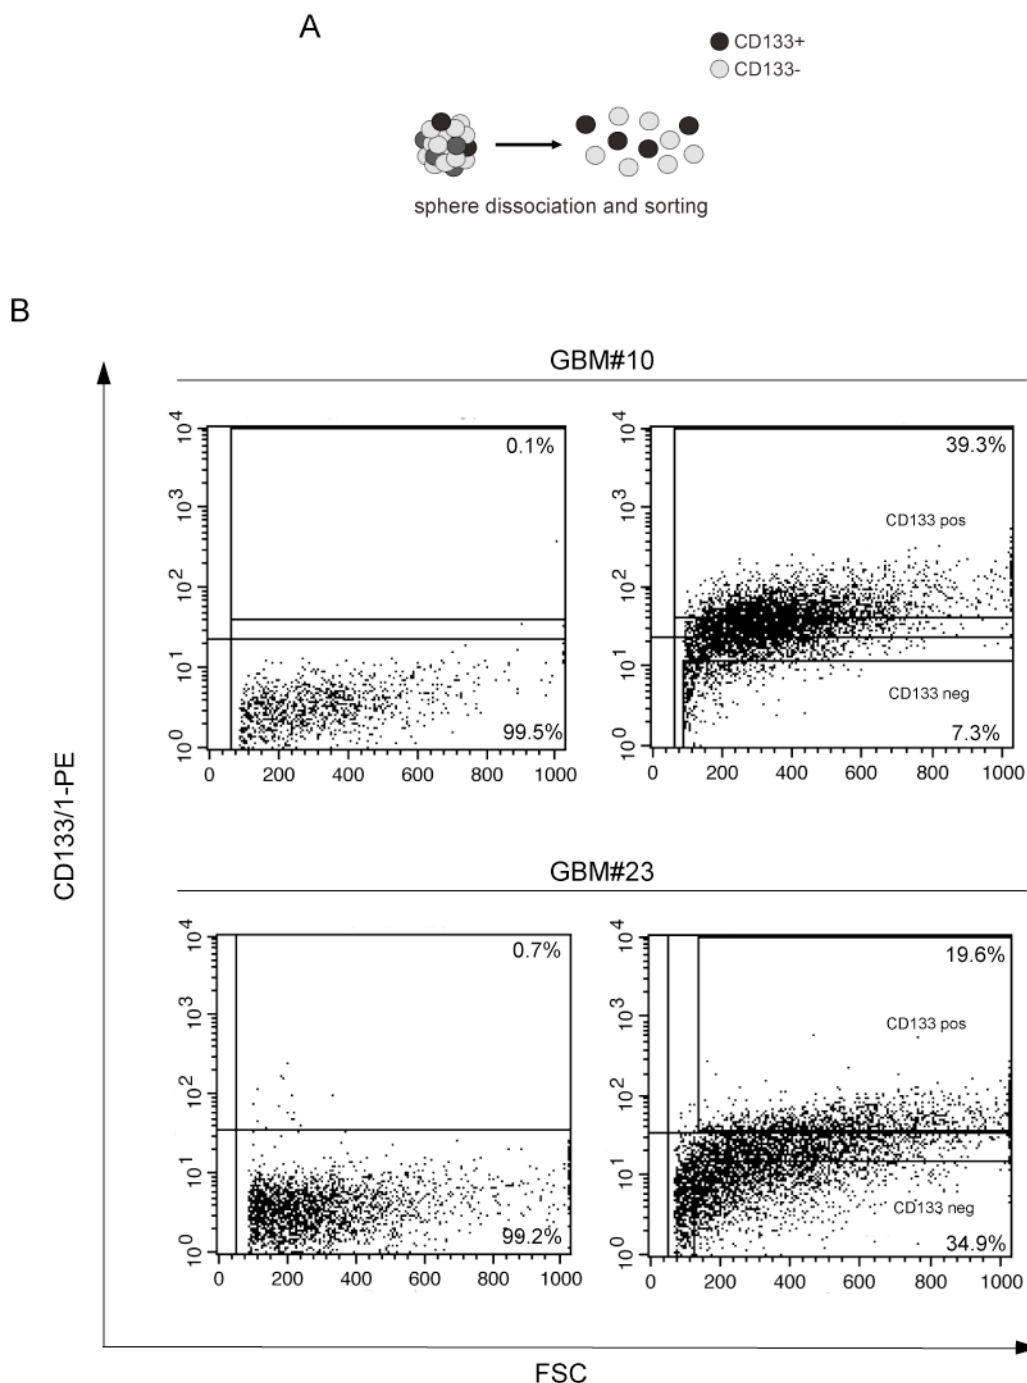 A
CD133+
CD133-
sphere dissociation and sorting
B
GBM#10
10^4
10^3
10^2
10^1
10^0
0.1%
99.5%
0 200 400 600 800 1000
10^4
10^3
10^2
10^1
10^0
39.3%
CD133 pos
CD133 neg
7.3%
0 200 400 600 800 1000
CD133/1-PE
GBM#23
10^4
10^3
10^2
10^1
10^0
0.7%
99.2%
0 200 400 600 800 1000
10^4
10^3
10^2
10^1
10^0
19.6%
CD133 pos
CD133 neg
34.9%
0 200 400 600 800 1000
FSC